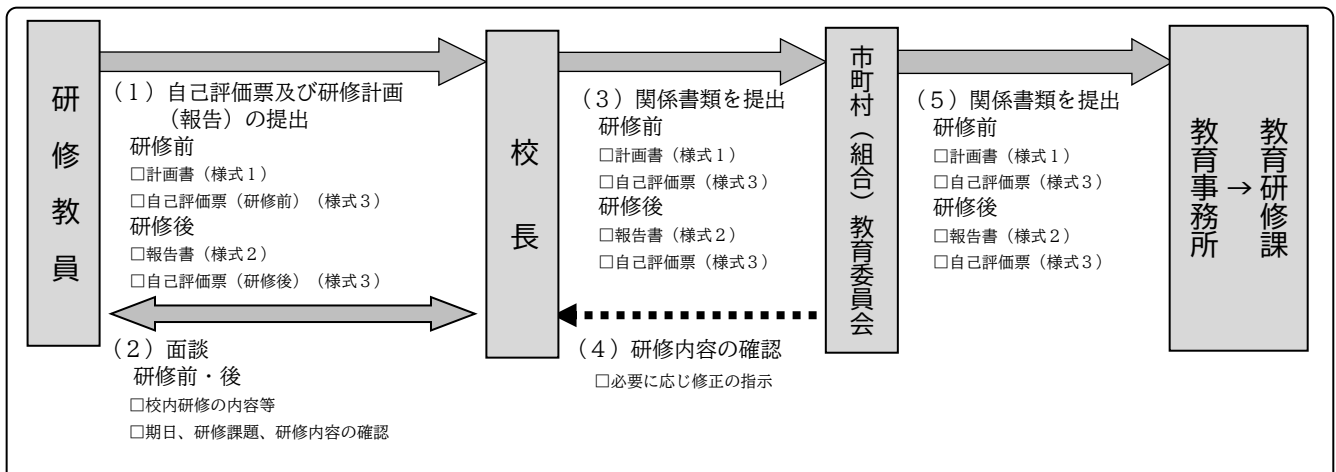 研修教員
(1)自己評価票及び研修計画
(報告)の提出
研修前
□計画書(様式1)
□自己評価票(研修前)(様式3)
研修後
□報告書(様式2)
□自己評価票(研修後)(様式3)
(2)面談
研修前・後
□校内研修の内容等
□期日、研修課題、研修内容の確認
校長
(3)関係書類を提出
研修前
□計画書(様式1)
□自己評価票(様式3)
研修後
□報告書(様式2)
□自己評価票(様式3)
(4)研修内容の確認
□必要に応じ修正の指示
市町村(組合)教育委員会
(5)関係書類を提出
研修前
□計画書(様式1)
□自己評価票(様式3)
研修後
□報告書(様式2)
□自己評価票(様式3)
教育事務所
→
教育研修課